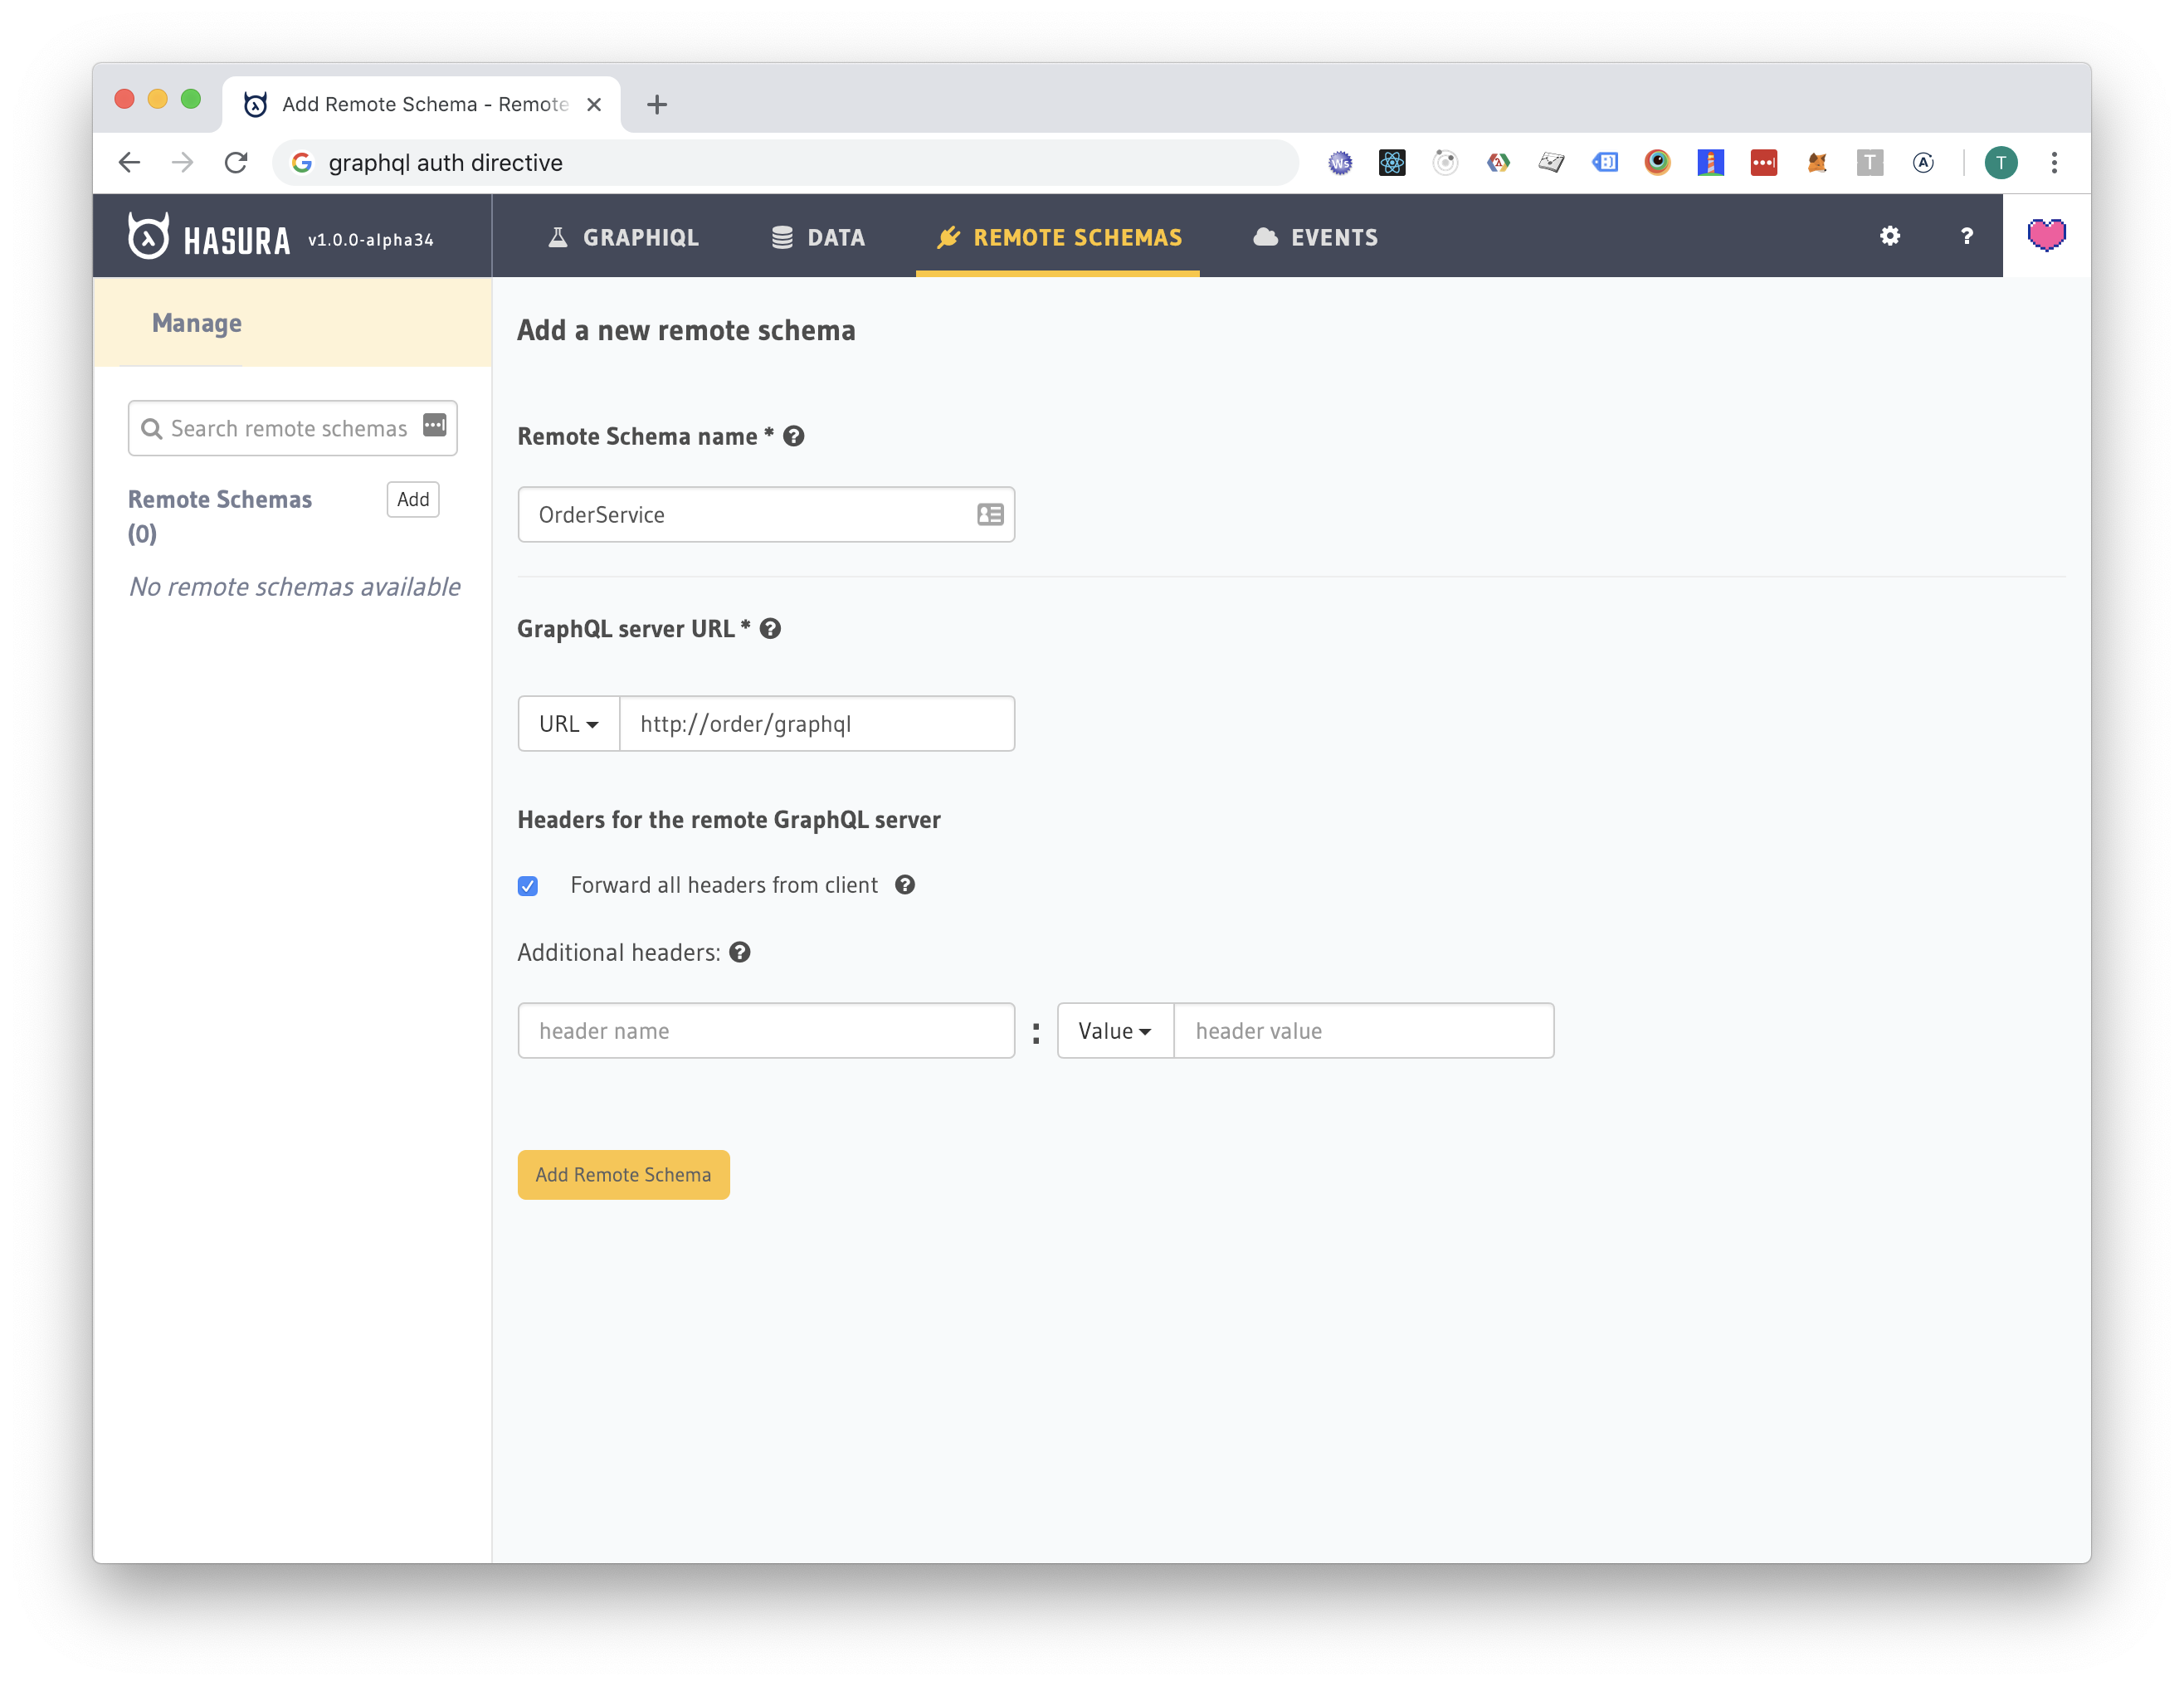 Add Remote Schema - Remote
graphql auth directive
Ws
T
A
T
HASURA v1.0.0-alpha34
GRAPHIQL
DATA
REMOTE SCHEMAS
EVENTS
?
Manage
Search remote schemas
Remote Schemas
(0)
Add
No remote schemas available
Add a new remote schema
Remote Schema name * ?
OrderService
GraphQL server URL * ?
URL http://order/graphql
Headers for the remote GraphQL server
Forward all headers from client ?
Additional headers: ?
header name : Value header value
Add Remote Schema